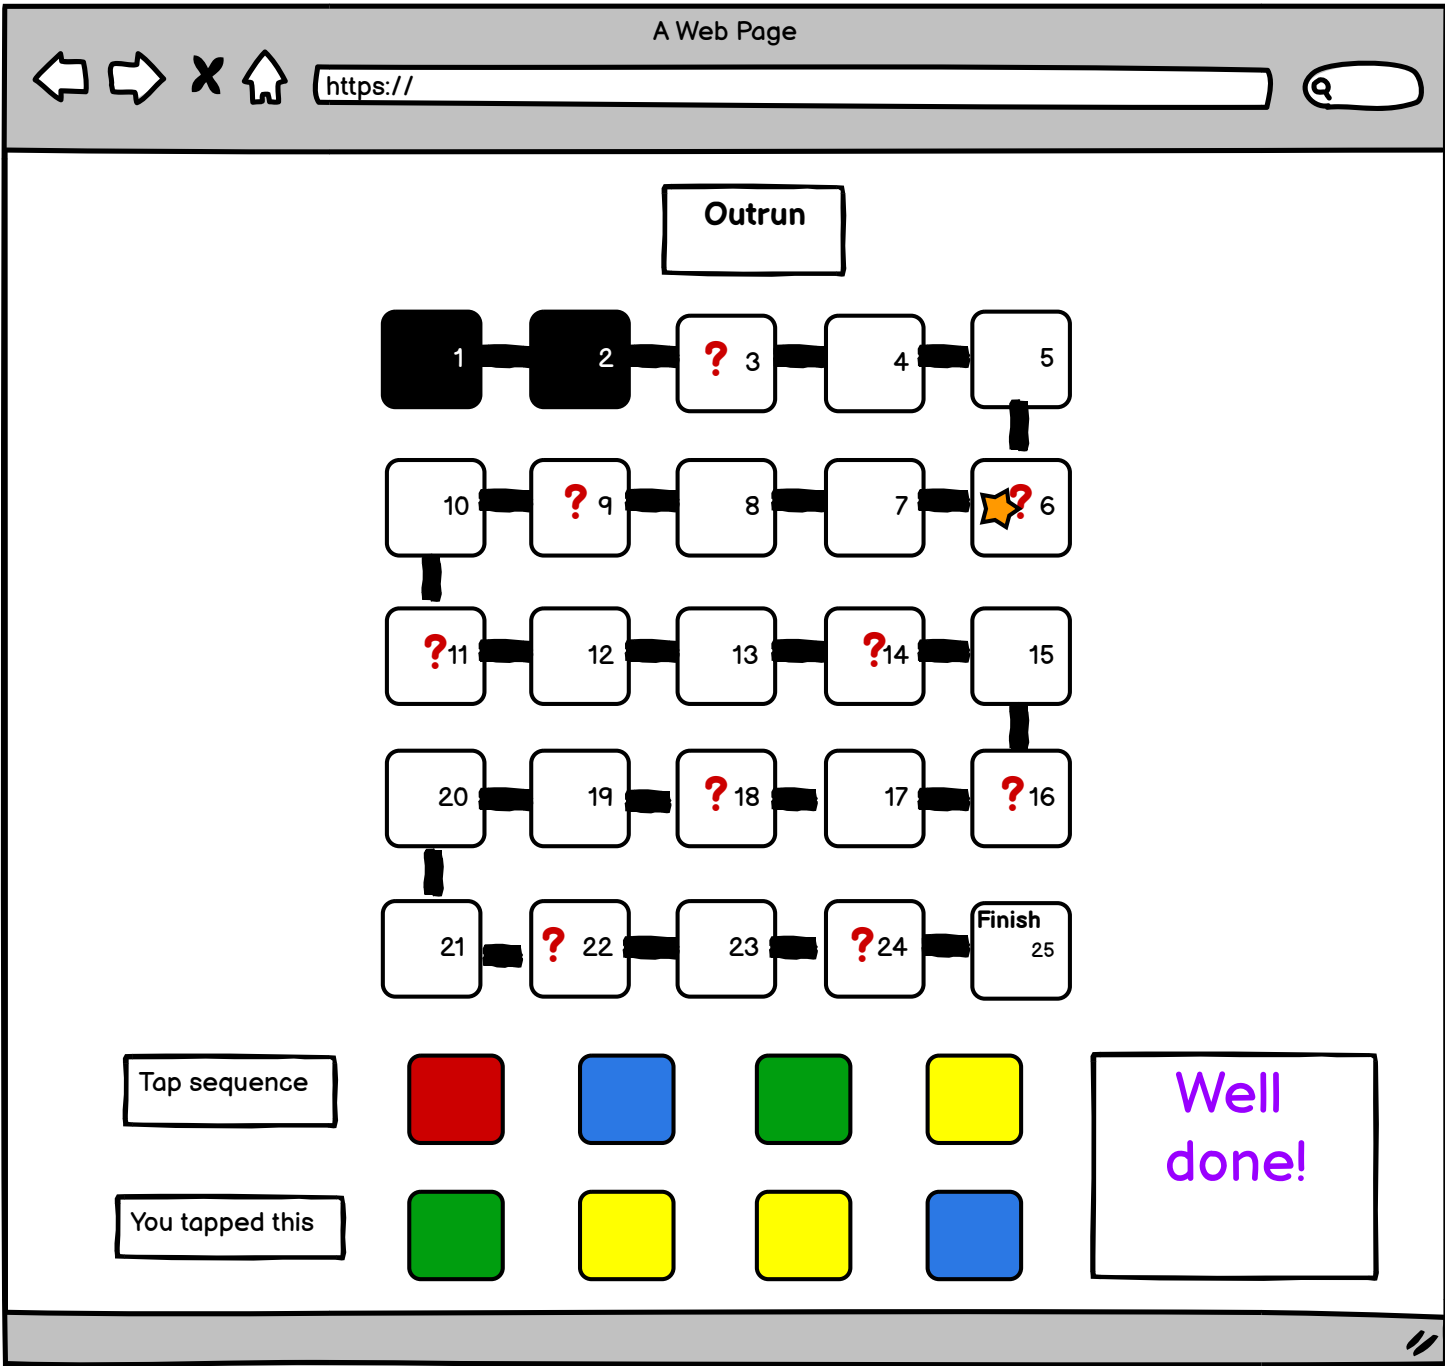 A Web Page
https://
Outrun
1 2 ? 3 4 5
10 ? 9 8 7 ? 6
? 11 12 13 ? 14 15
20 19 ? 18 17 ? 16
21 ? 22 23 ? 24 Finish 25
Tap sequence
Well
done!
You tapped this